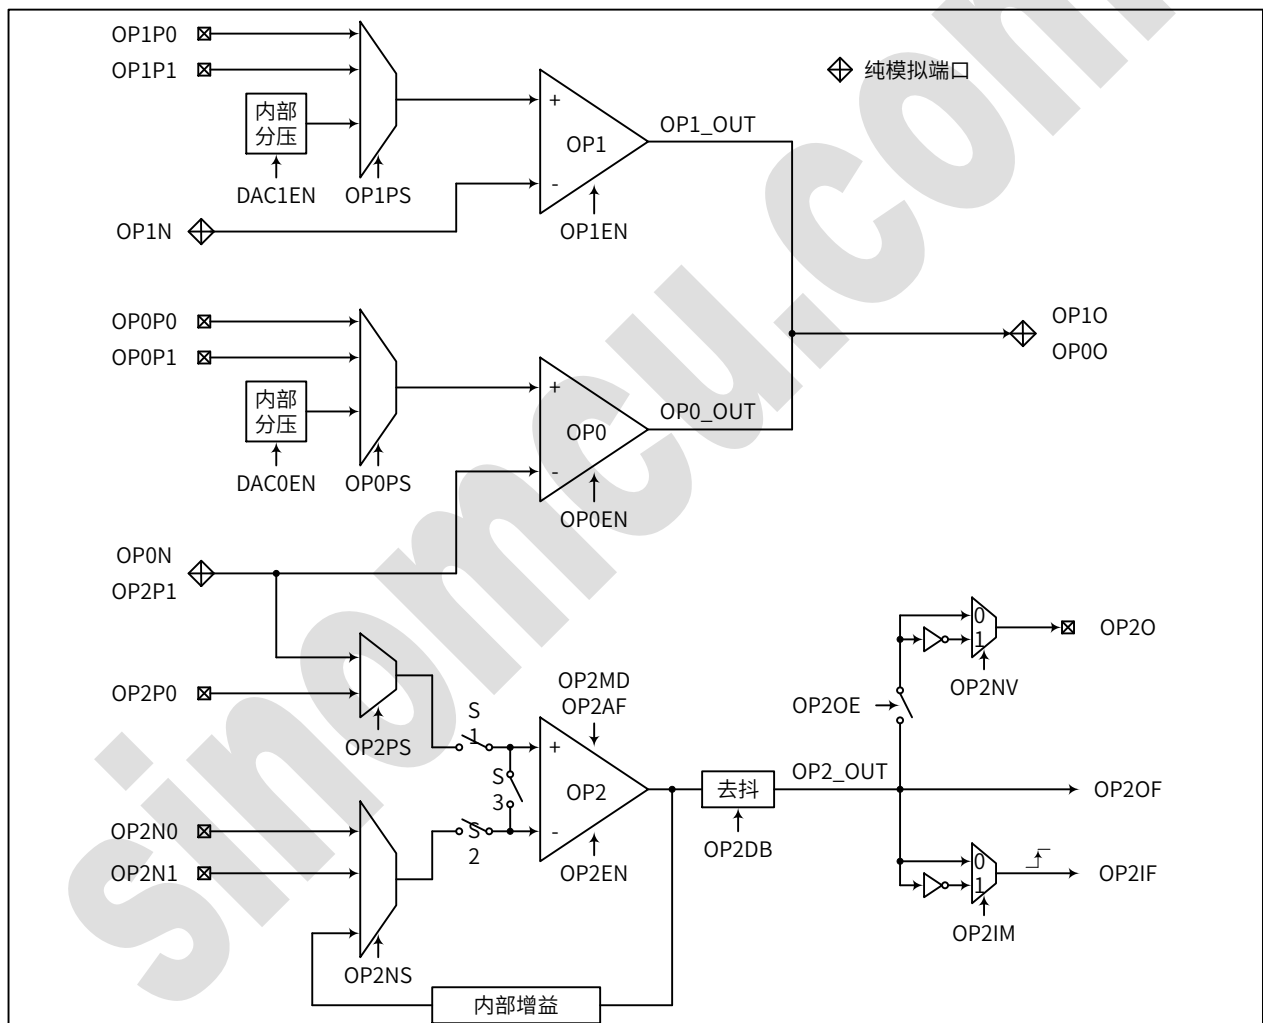 OP1P0
OP1P1
内部
分压
DAC1EN
OP1PS
OP1N
+
-
OP1
OP1EN
OP1_OUT
纯模拟端口
OP0P0
OP0P1
内部
分压
DAC0EN
OP0PS
+
-
OP0
OP0EN
OP0_OUT
OP1O
OP0O
OP0N
OP2P1
OP2P0
OP2PS
OP2N0
OP2N1
OP2NS
S
1
S
3
S
2
OP2MD
OP2AF
+
-
OP2
OP2EN
去抖
OP2DB
OP2_OUT
OP2OE
0
1
OP2NV
OP2O
OP2OF
0
1
OP2IM
OP2IF
内部增益
sinomcu.com